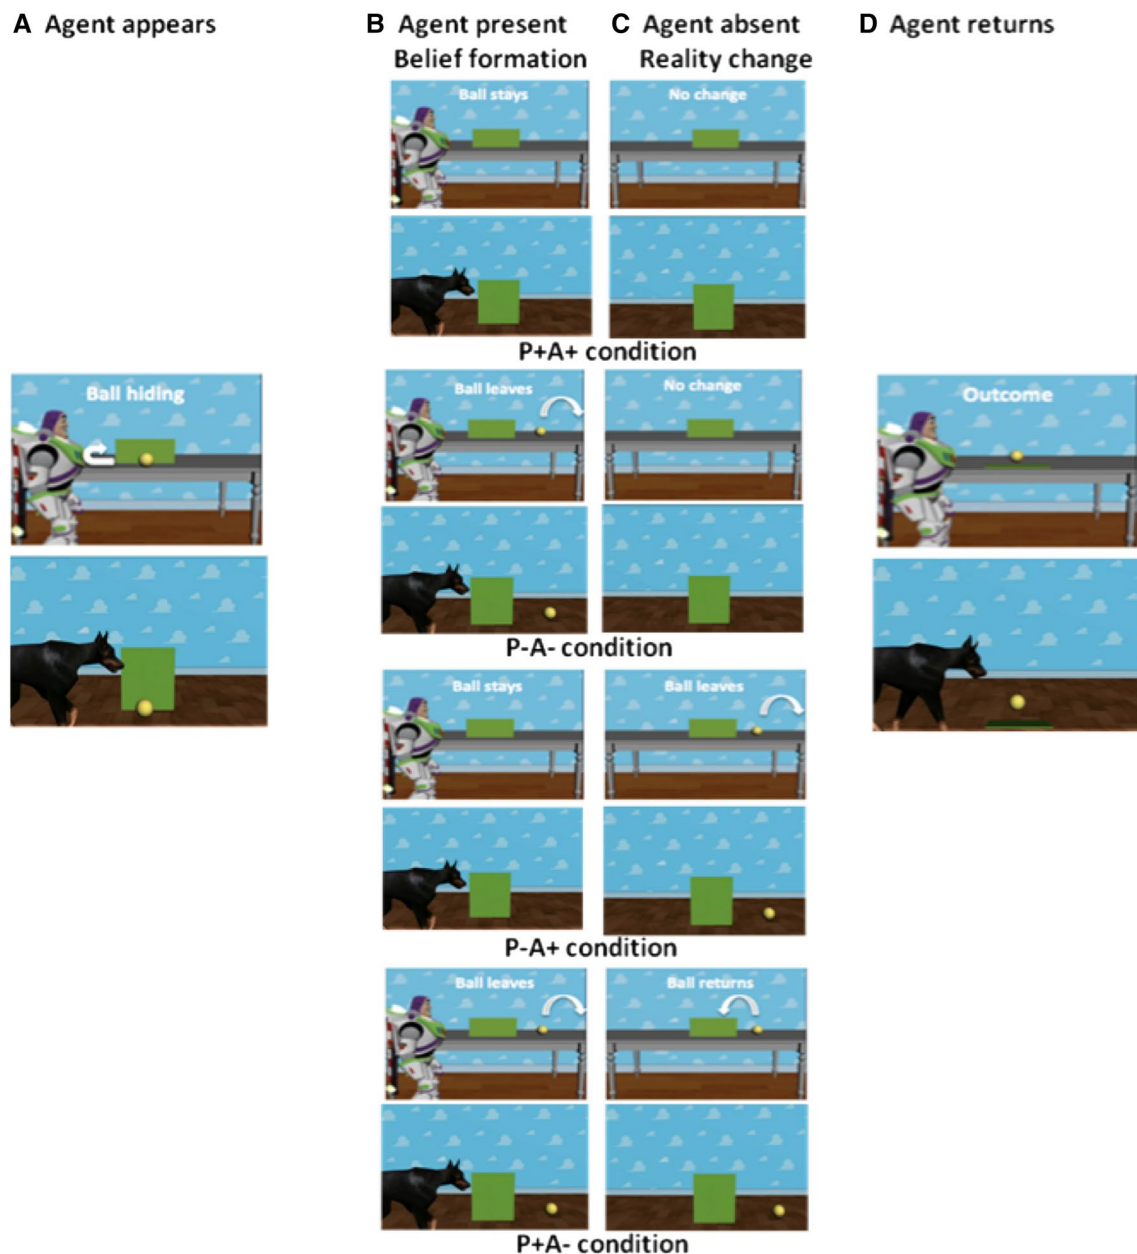 A Agent appears
B Agent present
Belief formation
C Agent absent
Reality change
D Agent returns
Ball stays
No change
P+A+ condition
Ball hiding
Ball leaves
No change
Outcome
P-A- condition
Ball stays
Ball leaves
P-A+ condition
Ball leaves
Ball returns
P+A- condition